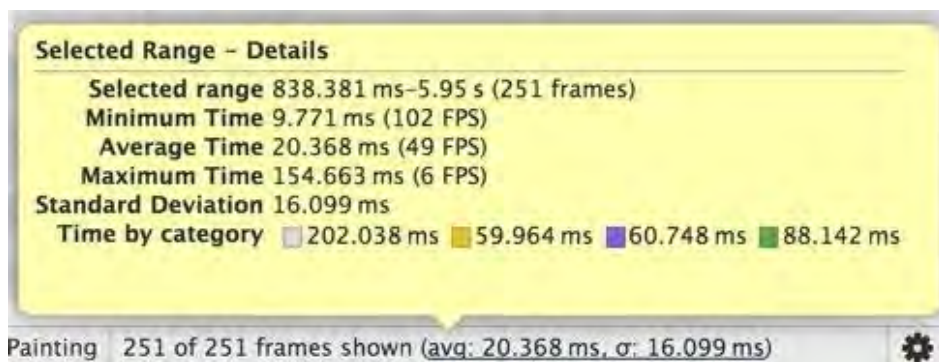 Selected Range – Details
Selected range 838.381 ms–5.95 s (251 frames)
Minimum Time 9.771 ms (102 FPS)
Average Time 20.368 ms (49 FPS)
Maximum Time 154.663 ms (6 FPS)
Standard Deviation 16.099 ms
Time by category 202.038 ms 59.964 ms 60.748 ms 88.142 ms
Painting 251 of 251 frames shown (avg: 20.368 ms, σ: 16.099 ms)